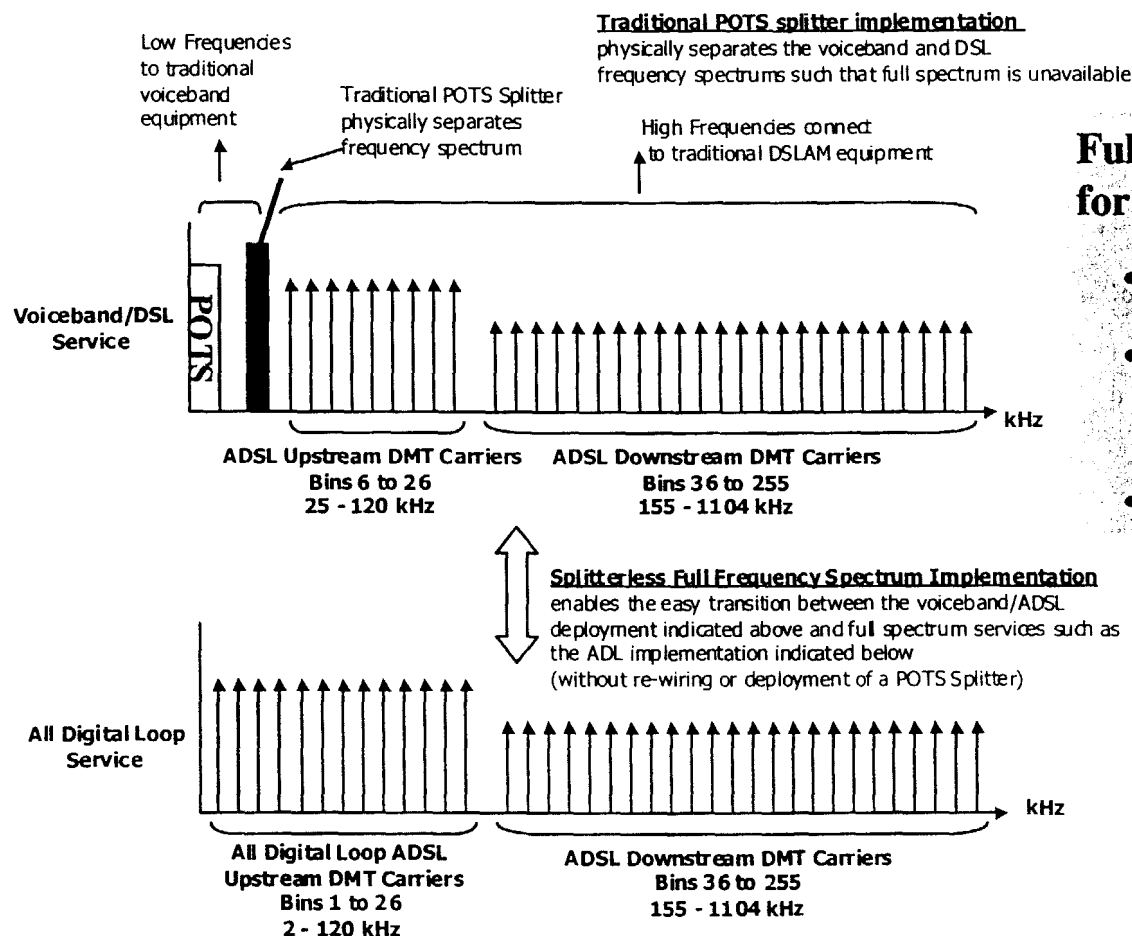 Traditional POTS splitter implementation
physically separates the voiceband and DSL
frequency spectrums such that full spectrum is unavailable
Low Frequencies
to traditional
voiceband
equipment
Traditional POTS Splitter
physically separates
frequency spectrum
High Frequencies connect
to traditional DSLAM equipment
for
POTS
Voiceband/DSL
Service
kHz
ADSL Upstream DMT Carriers
Bins 6 to 26
25 - 120 kHz
ADSL Downstream DMT Carriers
Bins 36 to 255
155 - 1104 kHz
Splitterless Full Frequency Spectrum Implementation
enables the easy transition between the voiceband/ADSL
deployment indicated above and full spectrum services such as
the ADL implementation indicated below
(without re-wiring or deployment of a POTS Splitter)
All Digital Loop
Service
kHz
All Digital Loop ADSL
Upstream DMT Carriers
Bins 1 to 26
2 - 120 kHz
ADSL Downstream DMT Carriers
Bins 36 to 255
155 - 1104 kHz